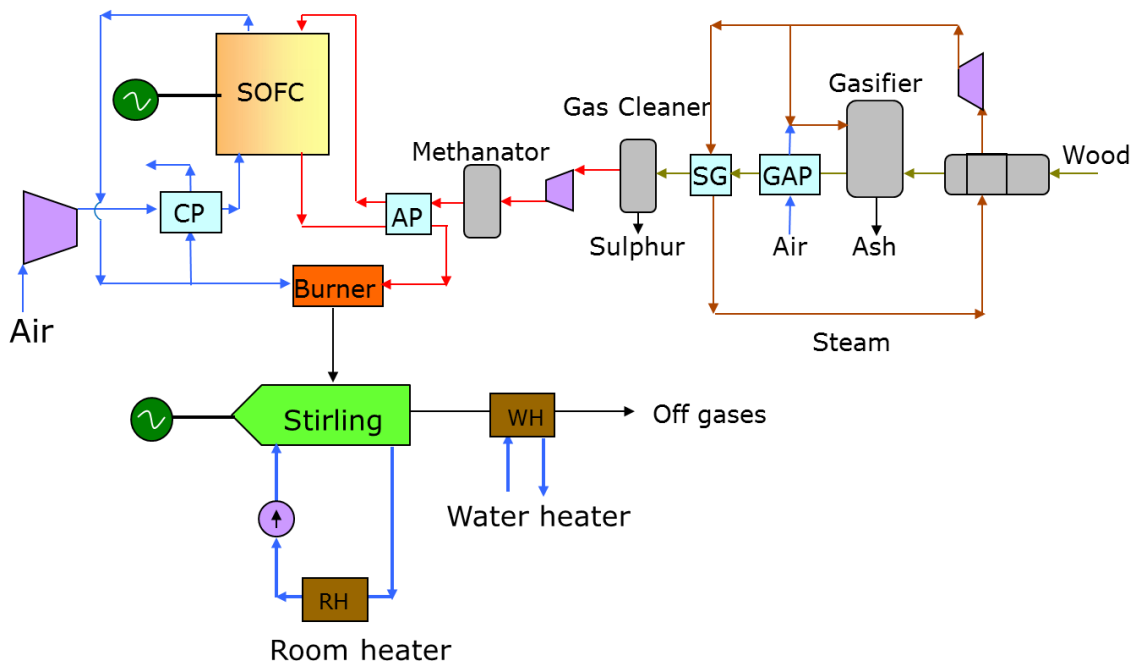 SOFC
Gasifier
Gas Cleaner
Methanator
Wood
SG
GAP
CP
AP
Sulphur
Air
Ash
Burner
Air
Steam
Stirling
WH
Off gases
Water heater
RH
Room heater